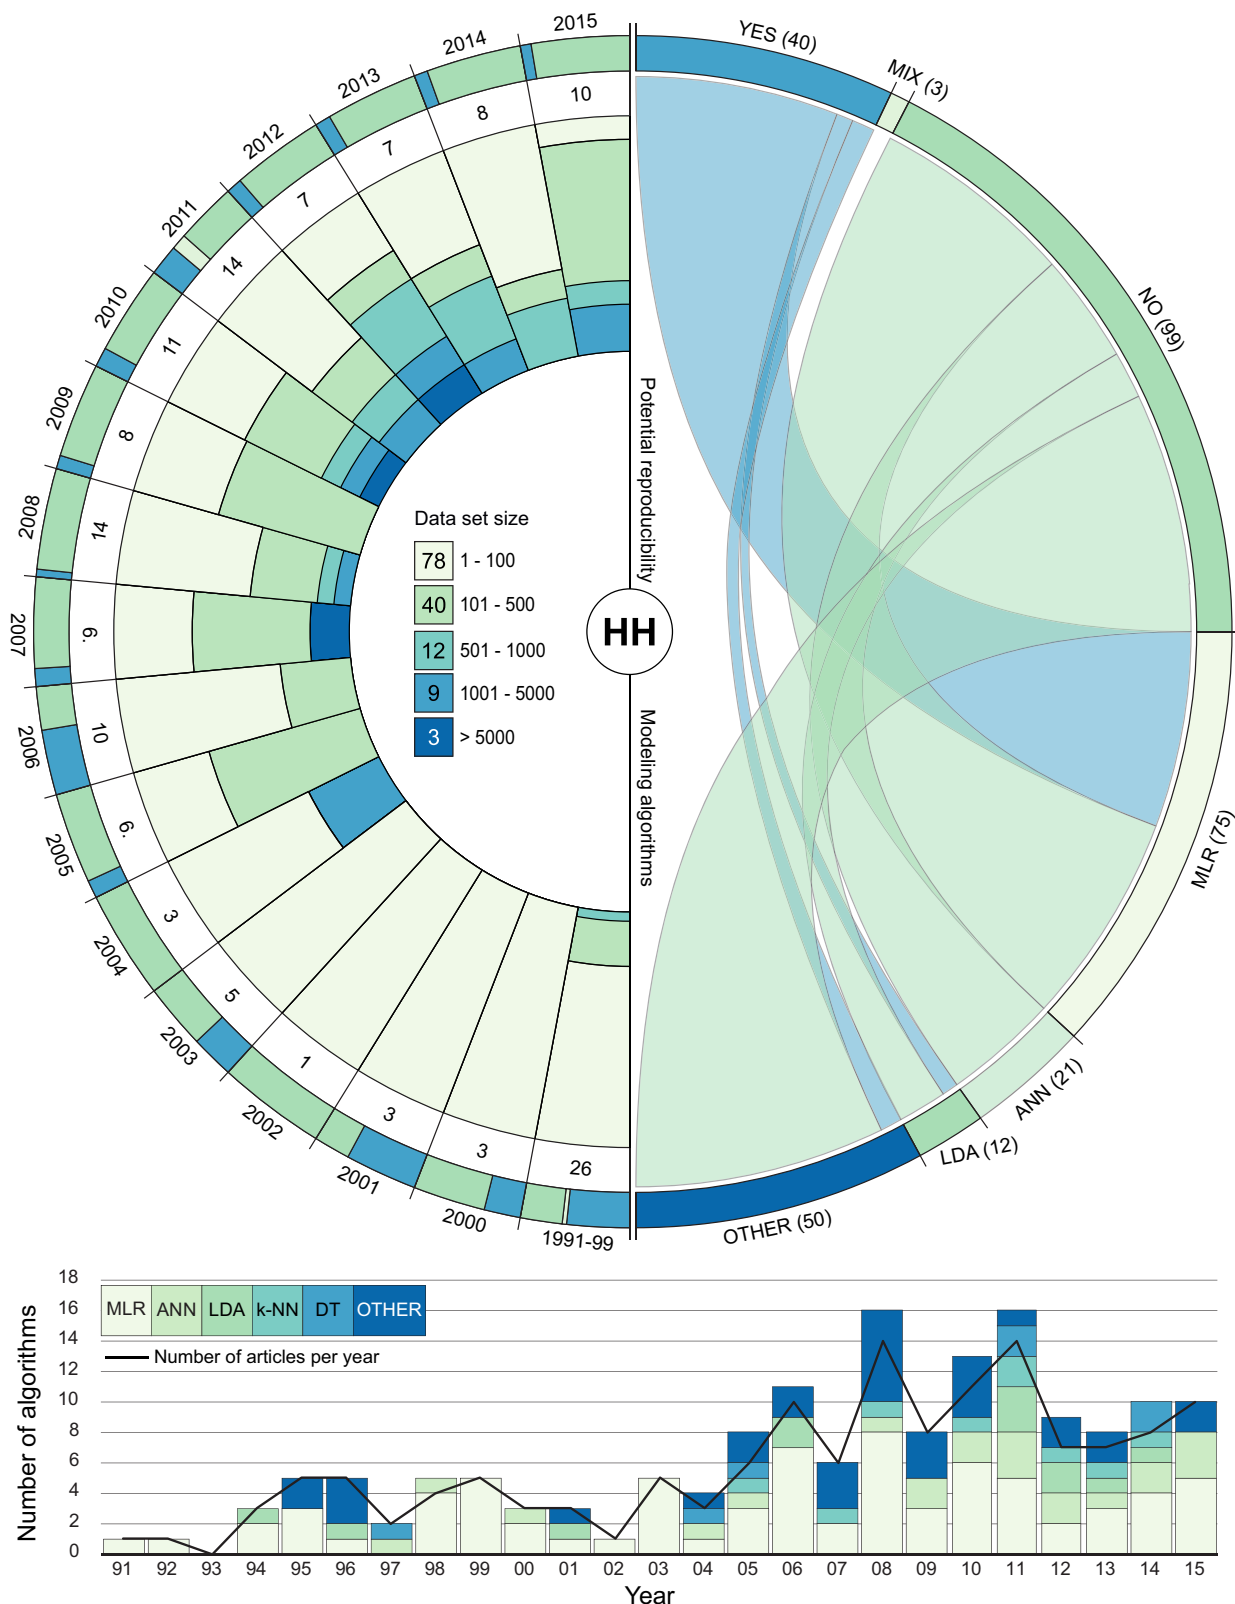 2015
2014
2013
2012
2011
2010
2009
2008
2007
2006
2005
2004
2003
2002
2001
2000
1991-99
10
8
7
7
14
11
8
14
6.
10
6.
3
5
1
3
3
26
YES (40)
MIX (3)
NO (99)
MLR (75)
ANN (21)
LDA (12)
OTHER (50)
Potential reproducibility
HH
Modeling algorithms
Data set size
78 1 - 100
40 101 - 500
12 501 - 1000
9 1001 - 5000
3 > 5000
Number of algorithms
18
16
14
12
10
8
6
4
2
0
MLR ANN LDA k-NN DT OTHER
Number of articles per year
91 92 93 94 95 96 97 98 99 00 01 02 03 04 05 06 07 08 09 10 11 12 13 14 15
Year